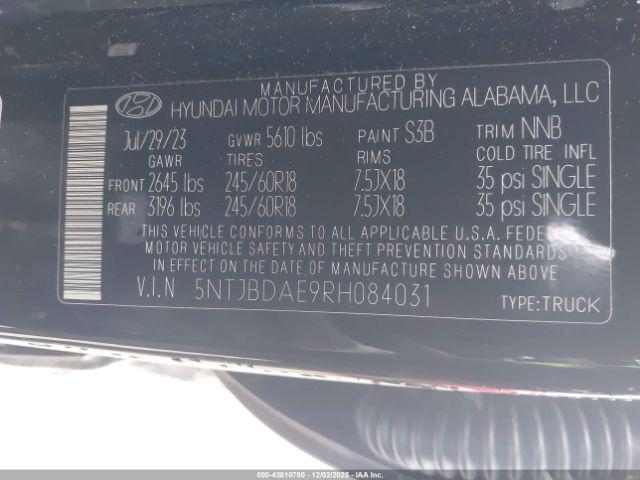 MANUFACTURED BY
HYUNDAI MOTOR MANUFACTURING ALABAMA, LLC
Jul/29/23 GVWR 5610 lbs PAINT S3B TRIM NNB
GAWR TIRES RIMS COLD TIRE INFL
FRONT 2645 lbs 245/60R18 7.5JX18 35 psi SINGLE
REAR 3196 lbs 245/60R18 7.5JX18 35 psi SINGLE
THIS VEHICLE CONFORMS TO ALL APPLICABLE U.S.A. FEDERAL
MOTOR VEHICLE SAFETY AND THEFT PREVENTION STANDARDS
IN EFFECT ON THE DATE OF MANUFACTURE SHOWN ABOVE.
V.I.N 5NTJBDAE9RH084031 TYPE:TRUCK
000-43810780 - 12/02/2025 - IAAI.com